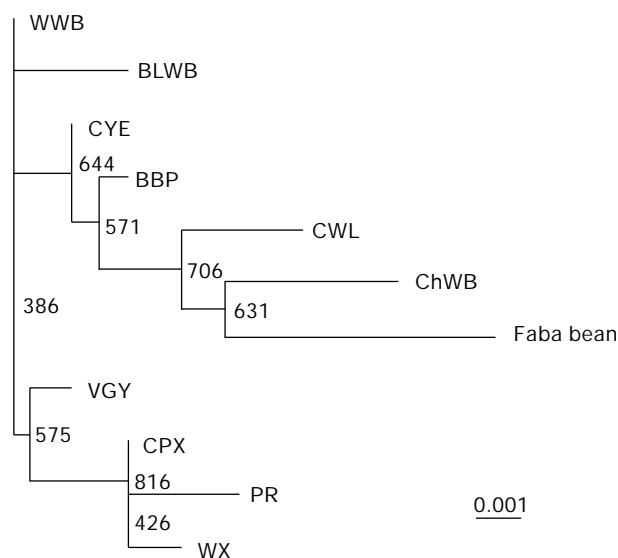 WWB
BLWB
CYE
644
BBP
571
CWL
706
ChWB
386
631
Faba bean
VGY
575
CPX
816
PR
0.001
426
WX